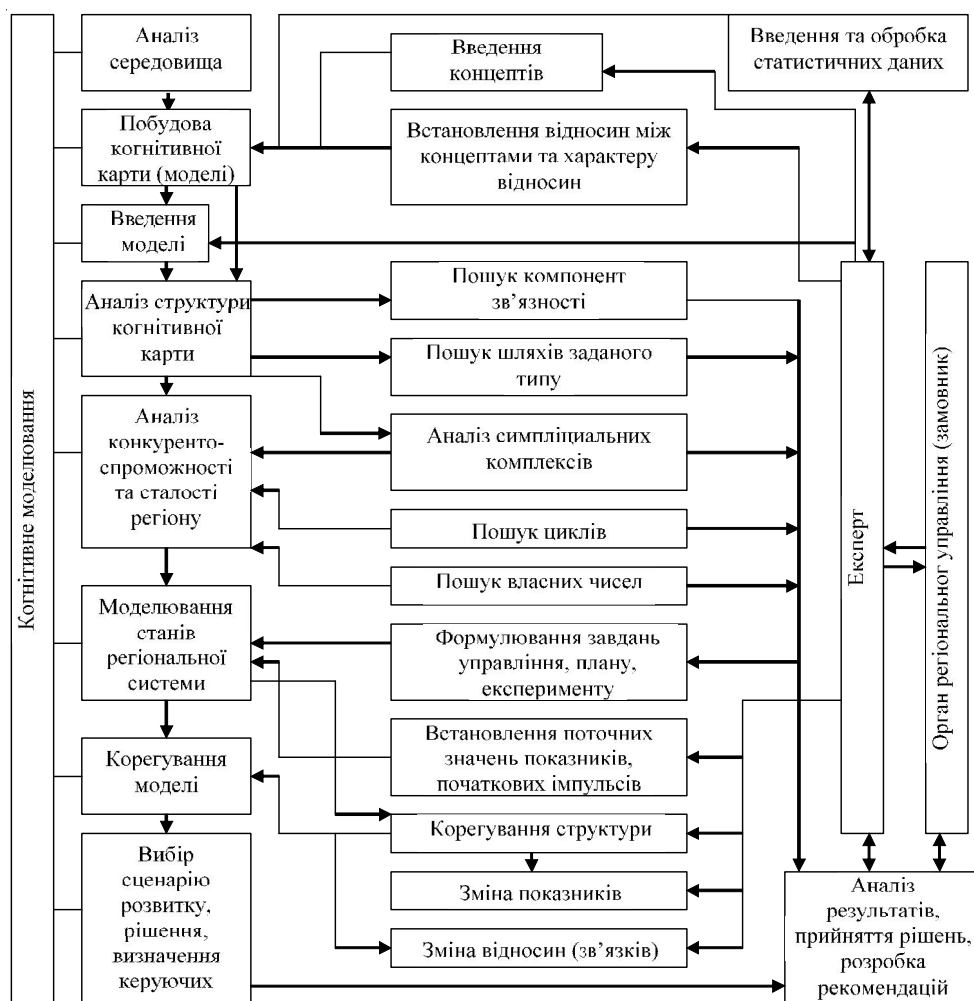 Когнітивне моделювання
Аналіз
середовища
Побудова
когнітивної
карти (моделі)
Введення
моделі
Аналіз структури
когнітивної
карти
Аналіз
конкуренто-
спроможності
та сталості
регіону
Моделювання
станів
регіональної
системи
Корегування
моделі
Вибір
сценарію
розвитку,
рішення,
визначення
керуючих
Введення
концептів
Встановлення відносин між
концептами та характеру
відносин
Пошук компонент
зв’язності
Пошук шляхів заданого
типу
Аналіз симпліциальних
комплексів
Пошук циклів
Пошук власних чисел
Формулювання завдань
управління, плану,
експерименту
Встановлення поточних
значень показників,
початкових імпульсів
Корегування структури
Зміна показників
Зміна відносин (зв’язків)
Введення та обробка
статистичних даних
Експерт
Орган регіонального управління (замовник)
Аналіз
результатів,
прийняття рішень,
розробка
рекомендацій